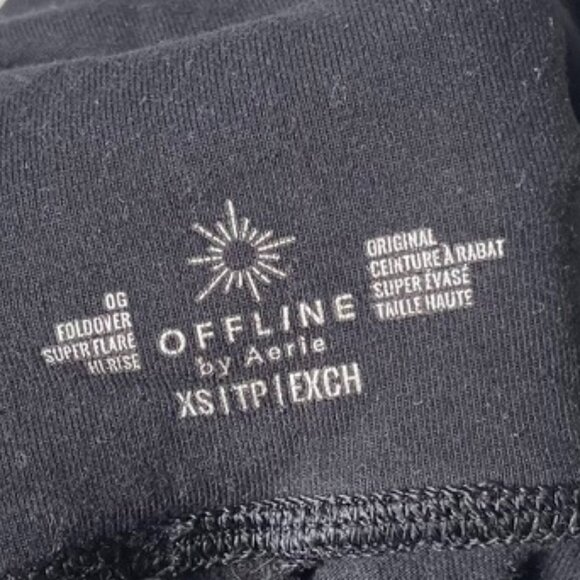 OG
FOLDOVER
SUPER FLARE
HI-RISE
OFFLINE
by Aerie
XS | TP | EXCH
ORIGINAL
CEINTURE À RABAT
SUPER ÉVASÉ
TAILLE HAUTE